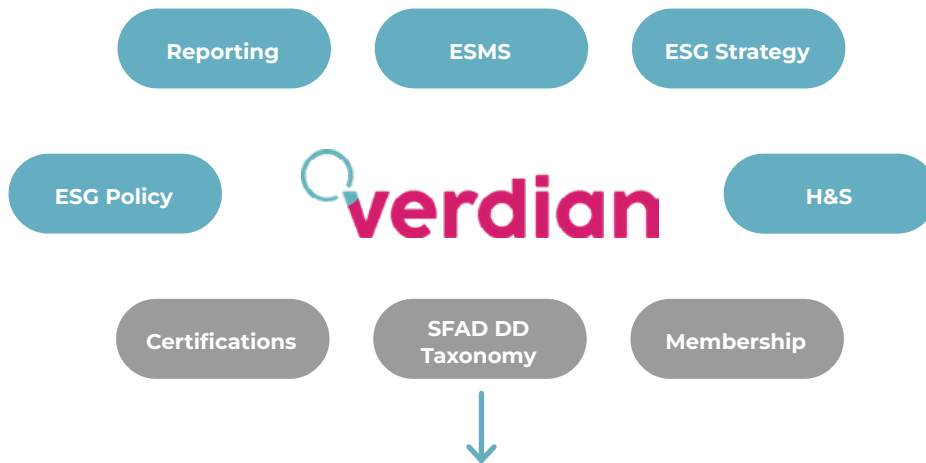 Reporting
ESMS
ESG Strategy
ESG Policy
verdian
H&S
Certifications
SFAD DD
Taxonomy
Membership